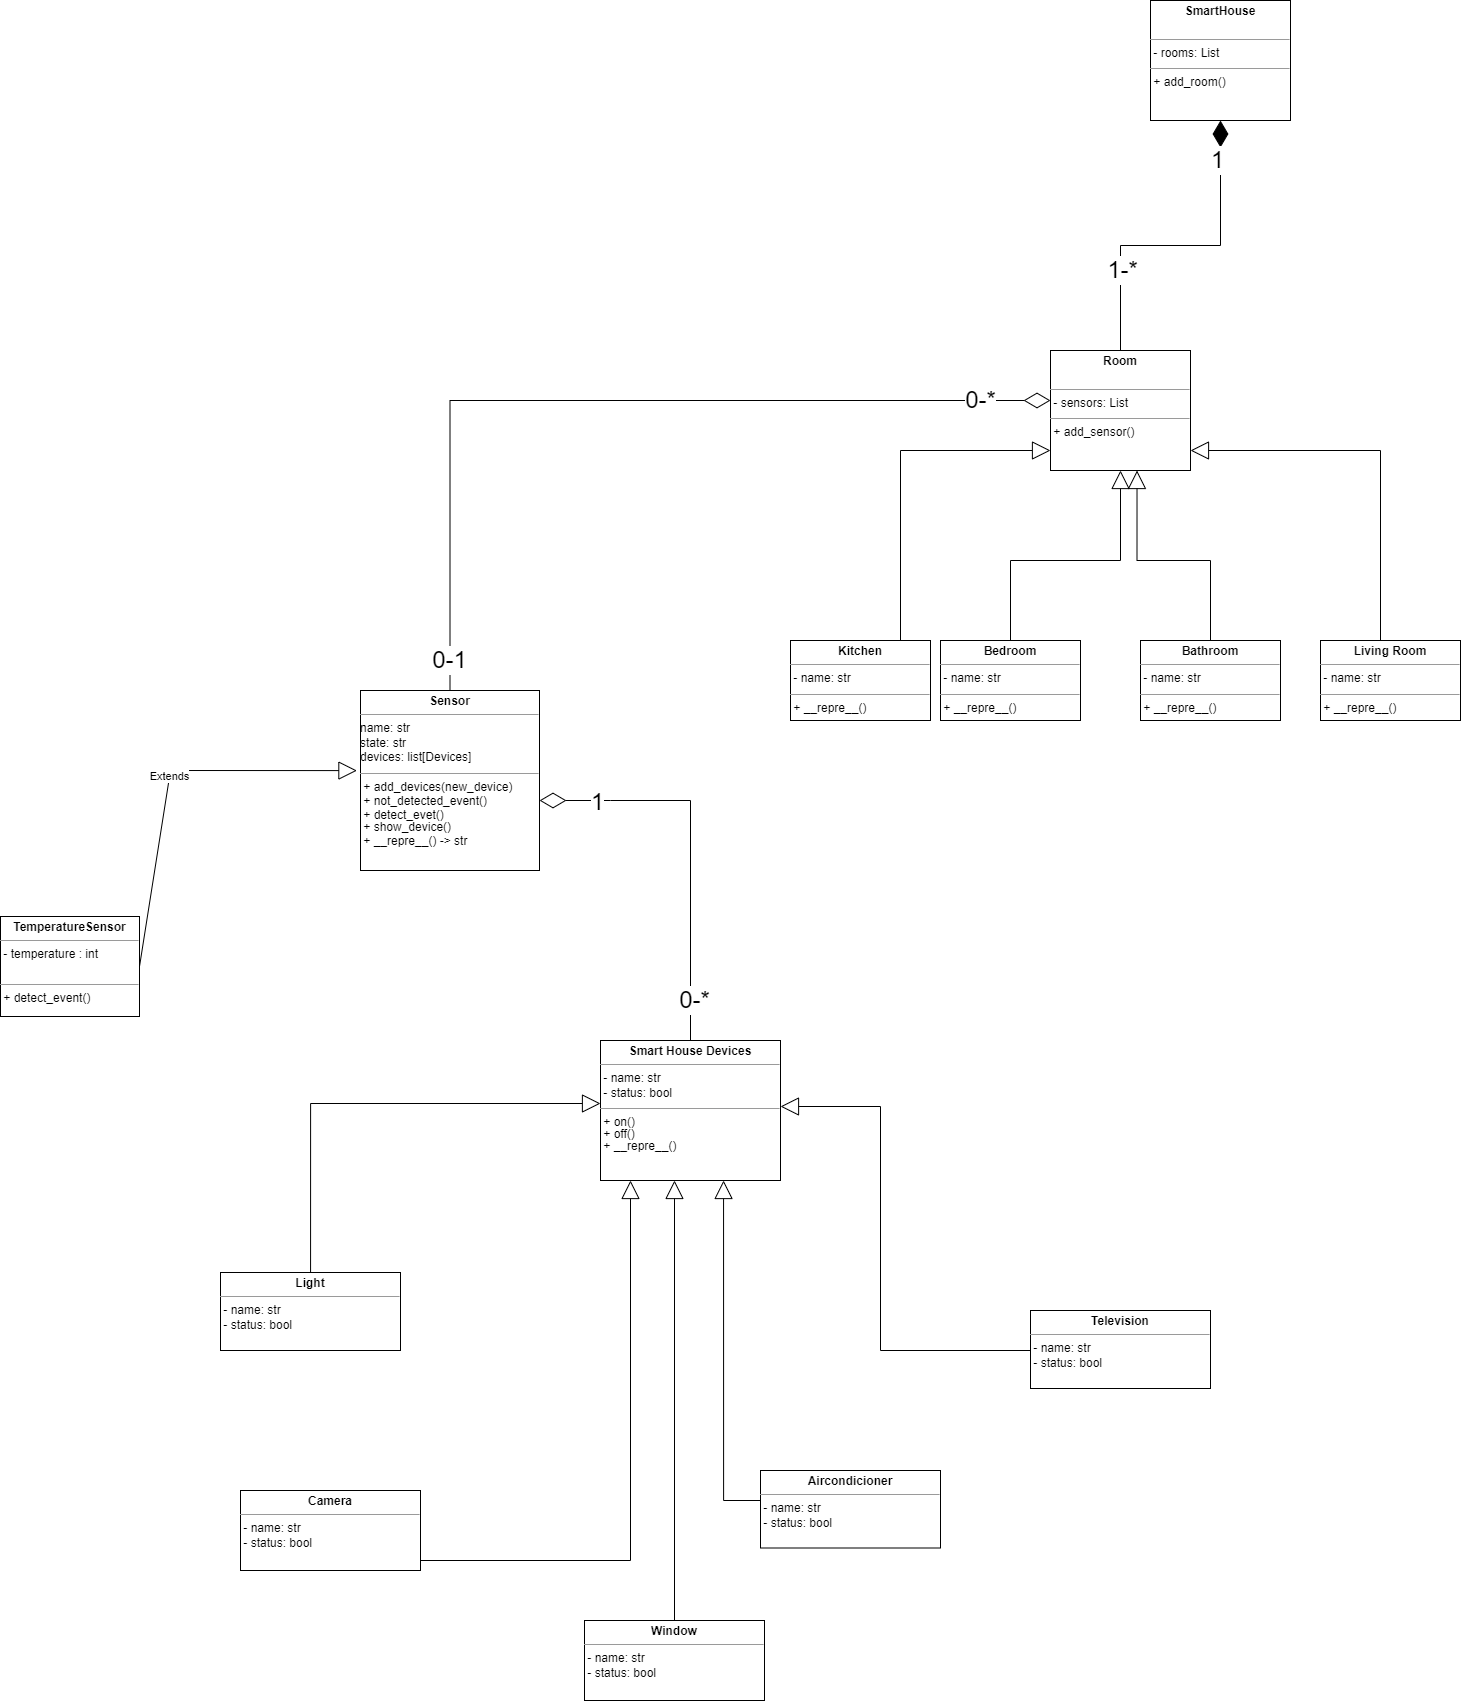 SmartHouse
- rooms: List
+ add_room()
1
1-*
Room
- sensors: List
+ add_sensor()
0-*
0-1
Kitchen
- name: str
+ __repre__()
Bedroom
- name: str
+ __repre__()
Bathroom
- name: str
+ __repre__()
Living Room
- name: str
+ __repre__()
Sensor
name: str
state: str
devices: list[Devices]
+ add_devices(new_device)
+ not_detected_event()
+ detect_evet()
+ show_device()
+ __repre__() -> str
Extends
1
TemperatureSensor
- temperature : int
+ detect_event()
0-*
Smart House Devices
- name: str
- status: bool
+ on()
+ off()
+ __repre__()
Light
- name: str
- status: bool
Television
- name: str
- status: bool
Aircondicioner
- name: str
- status: bool
Camera
- name: str
- status: bool
Window
- name: str
- status: bool